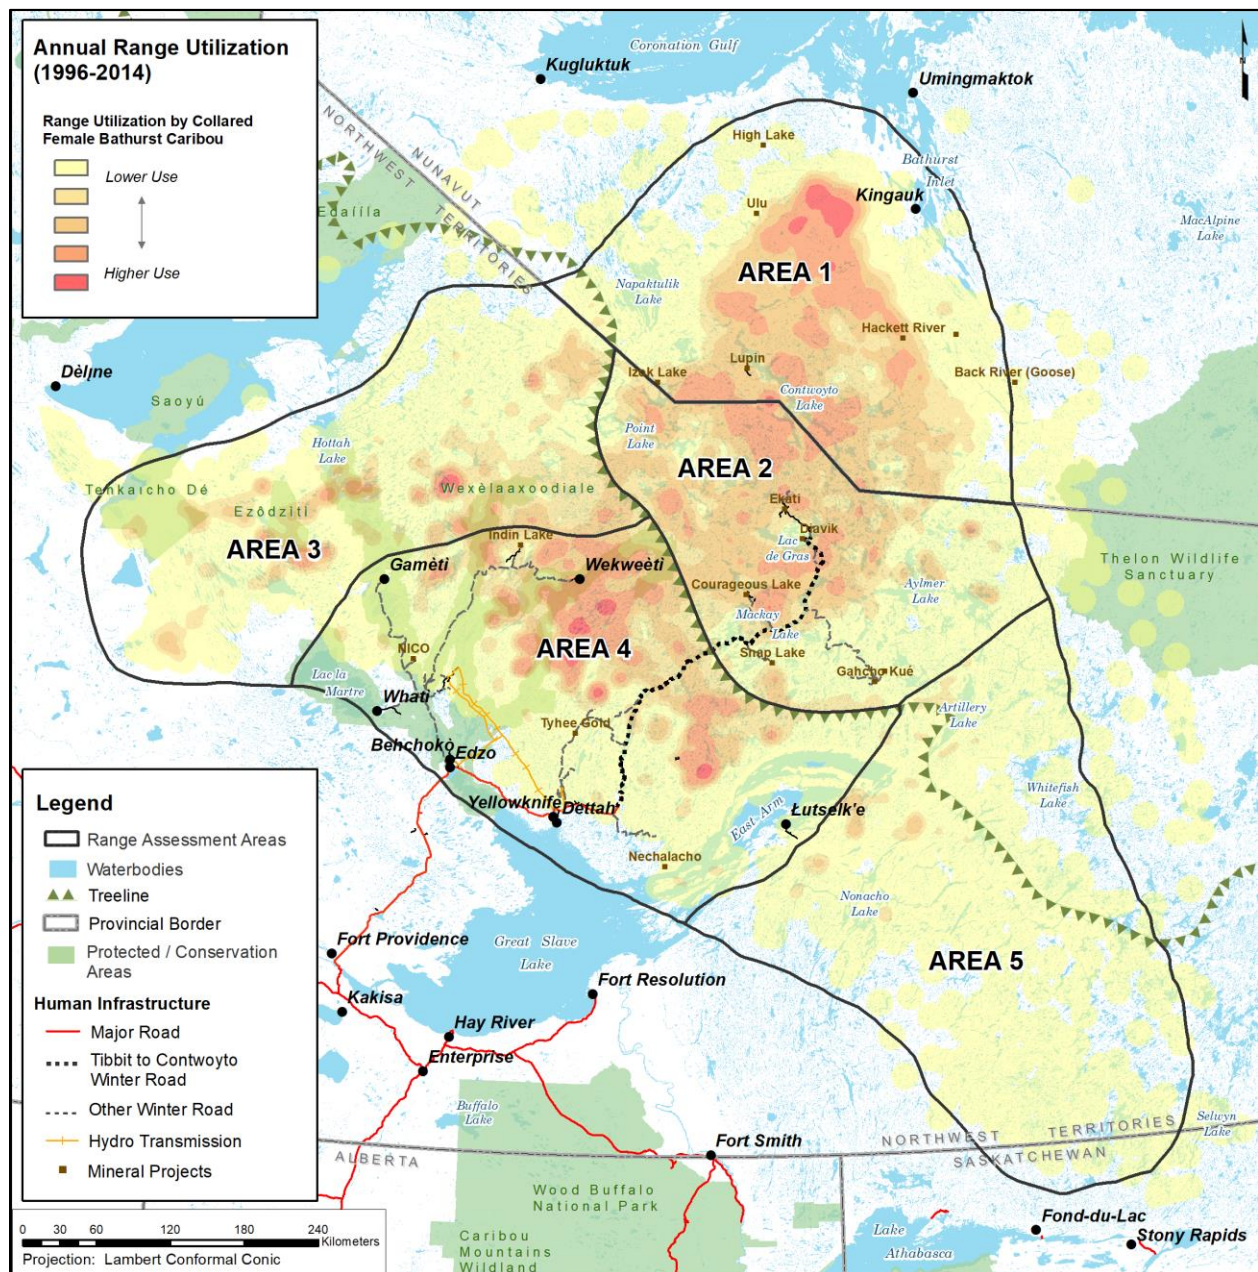 Annual Range Utilization
(1996-2014)
Range Utilization by Collared
Female Bathurst Caribou
Lower Use
Higher Use
Coronation Gulf
Kugluktuk
Umingmaktok
NORTHWEST TERRITORIES
NUNAVUT
High Lake
Bathurst
Inlet
Ulu
Kingauk
MacAlpine
Lake
Edaííla
AREA 1
Napaktulik
Lake
Hackett River
Lupin
Izok Lake
Back River (Goose)
Contwoyto
Lake
Dèlįne
Saoyú
Hottah
Lake
Point
Lake
AREA 2
Tenkaıcho Dé
Wexèlaaxoodiale
Ezǫ̀dzìtì
Ekati
Diavik
Lac
de Gras
AREA 3
Indin Lake
Gamètì
Wekweètì
Thelon Wildlife
Sanctuary
Courageous Lake
Aylmer
Lake
Mackay
Lake
AREA 4
NICO
Snap Lake
Gahcho Kué
Lac la
Martre
Whatì
Artillery
Lake
Tyhee Gold
Behchokò
Edzo
Whitefish
Lake
Yellowknife
Dettah
East Arm
Łutselk'e
Nechalacho
Nonacho
Lake
Great Slave
Lake
AREA 5
Fort Providence
Kakisa
Fort Resolution
Hay River
Enterprise
Buffalo
Lake
Selwyn
Lake
Fort Smith
NORTHWEST TERRITORIES
SASKATCHEWAN
ALBERTA
Wood Buffalo
National Park
Caribou
Mountains
Wildland
Lake
Athabasca
Fond-du-Lac
Stony Rapids
Legend
Range Assessment Areas
Waterbodies
Treeline
Provincial Border
Protected / Conservation
Areas
Human Infrastructure
Major Road
Tibbit to Contwoyto
Winter Road
Other Winter Road
Hydro Transmission
Mineral Projects
0 30 60 120 180 240
Kilometers
Projection: Lambert Conformal Conic